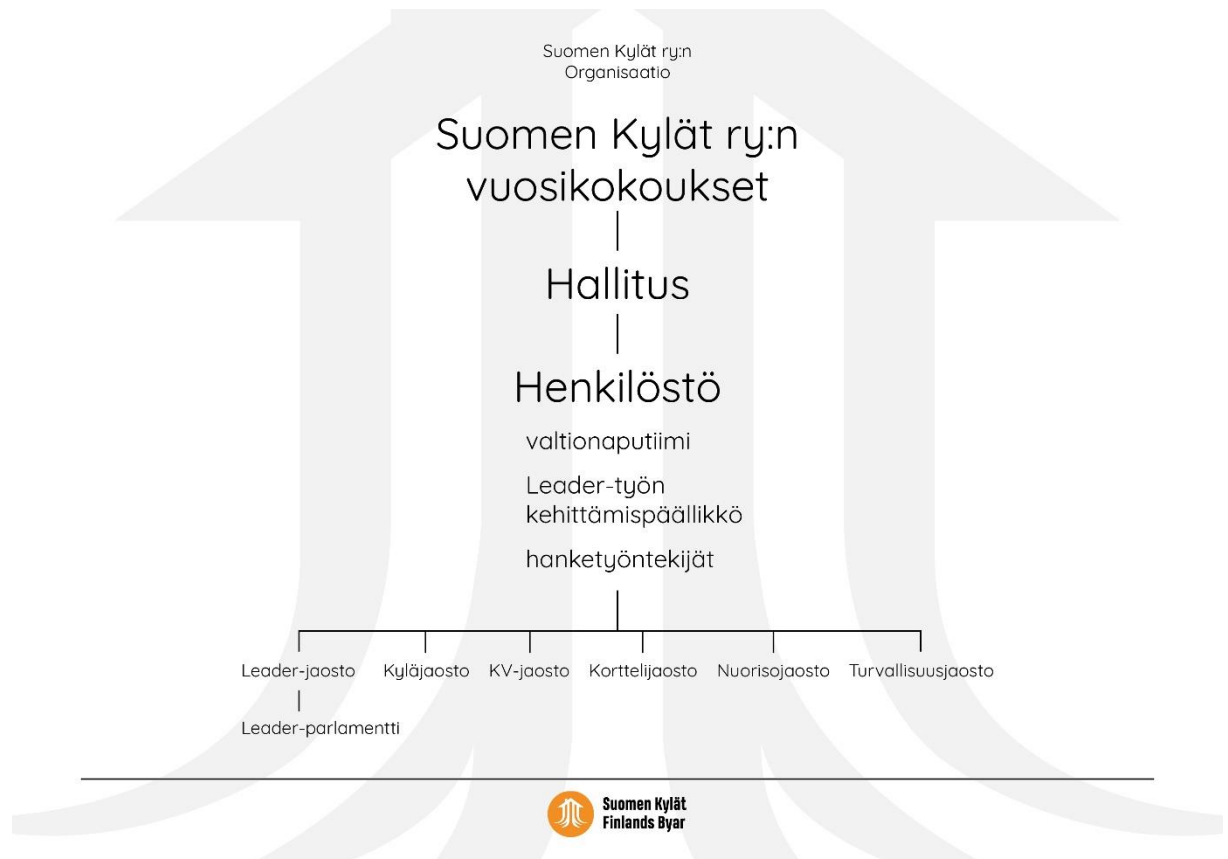 Suomen Kylät ry:n
Organisaatio
Suomen Kylät ry:n
vuosikokoukset
Hallitus
Henkilöstö
valtionaputiimi
Leader-työn
kehittämispäällikkö
hanketyöntekijät
Leader-jaosto Kyläjaosto KV-jaosto Korttelijaosto Nuorisojaosto Turvallisuusjaosto
Leader-parlamentti
Suomen Kylät
Finlands Byar